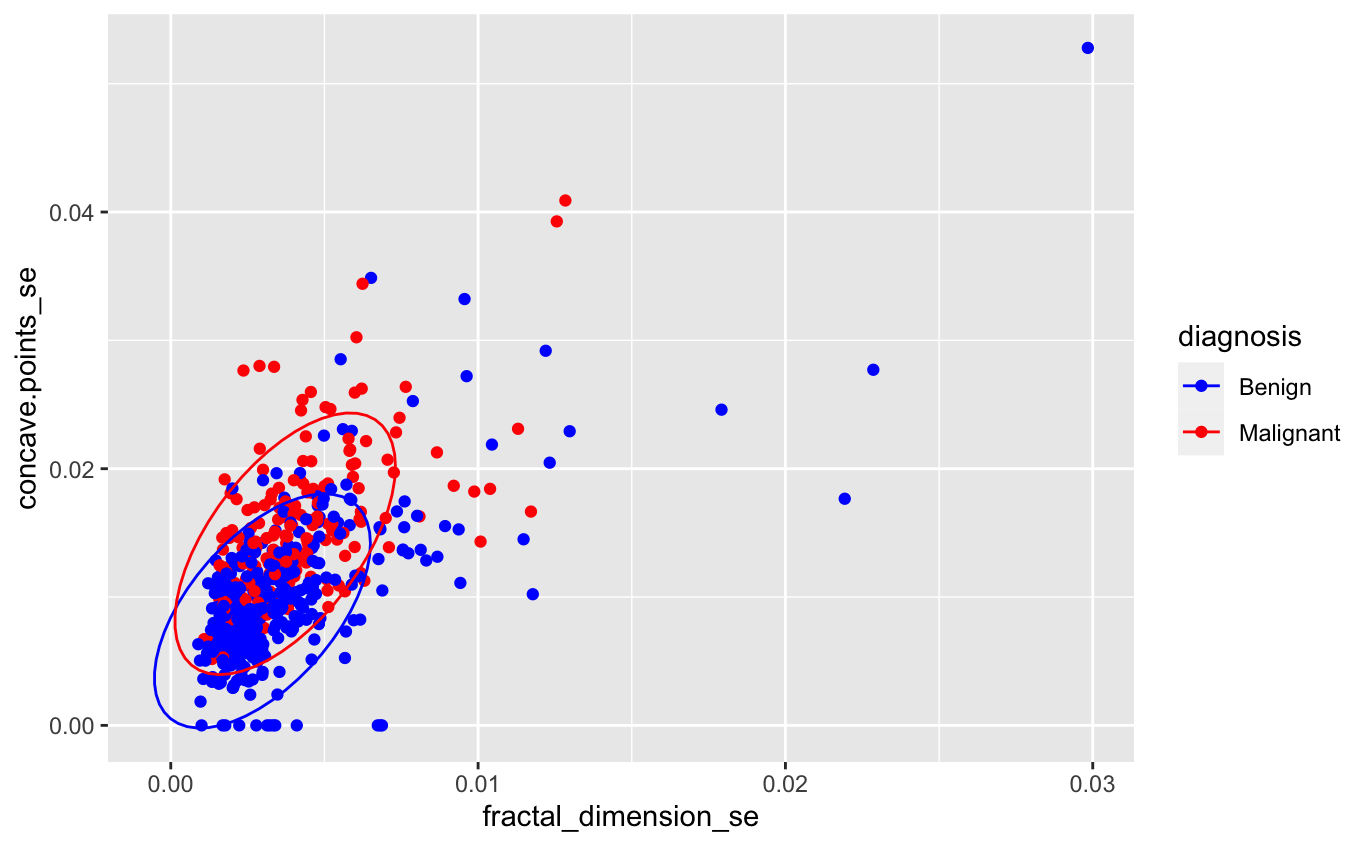 concave.points_se
0.04
0.02
0.00
0.00
0.01
0.02
0.03
fractal_dimension_se
diagnosis
Benign
Malignant